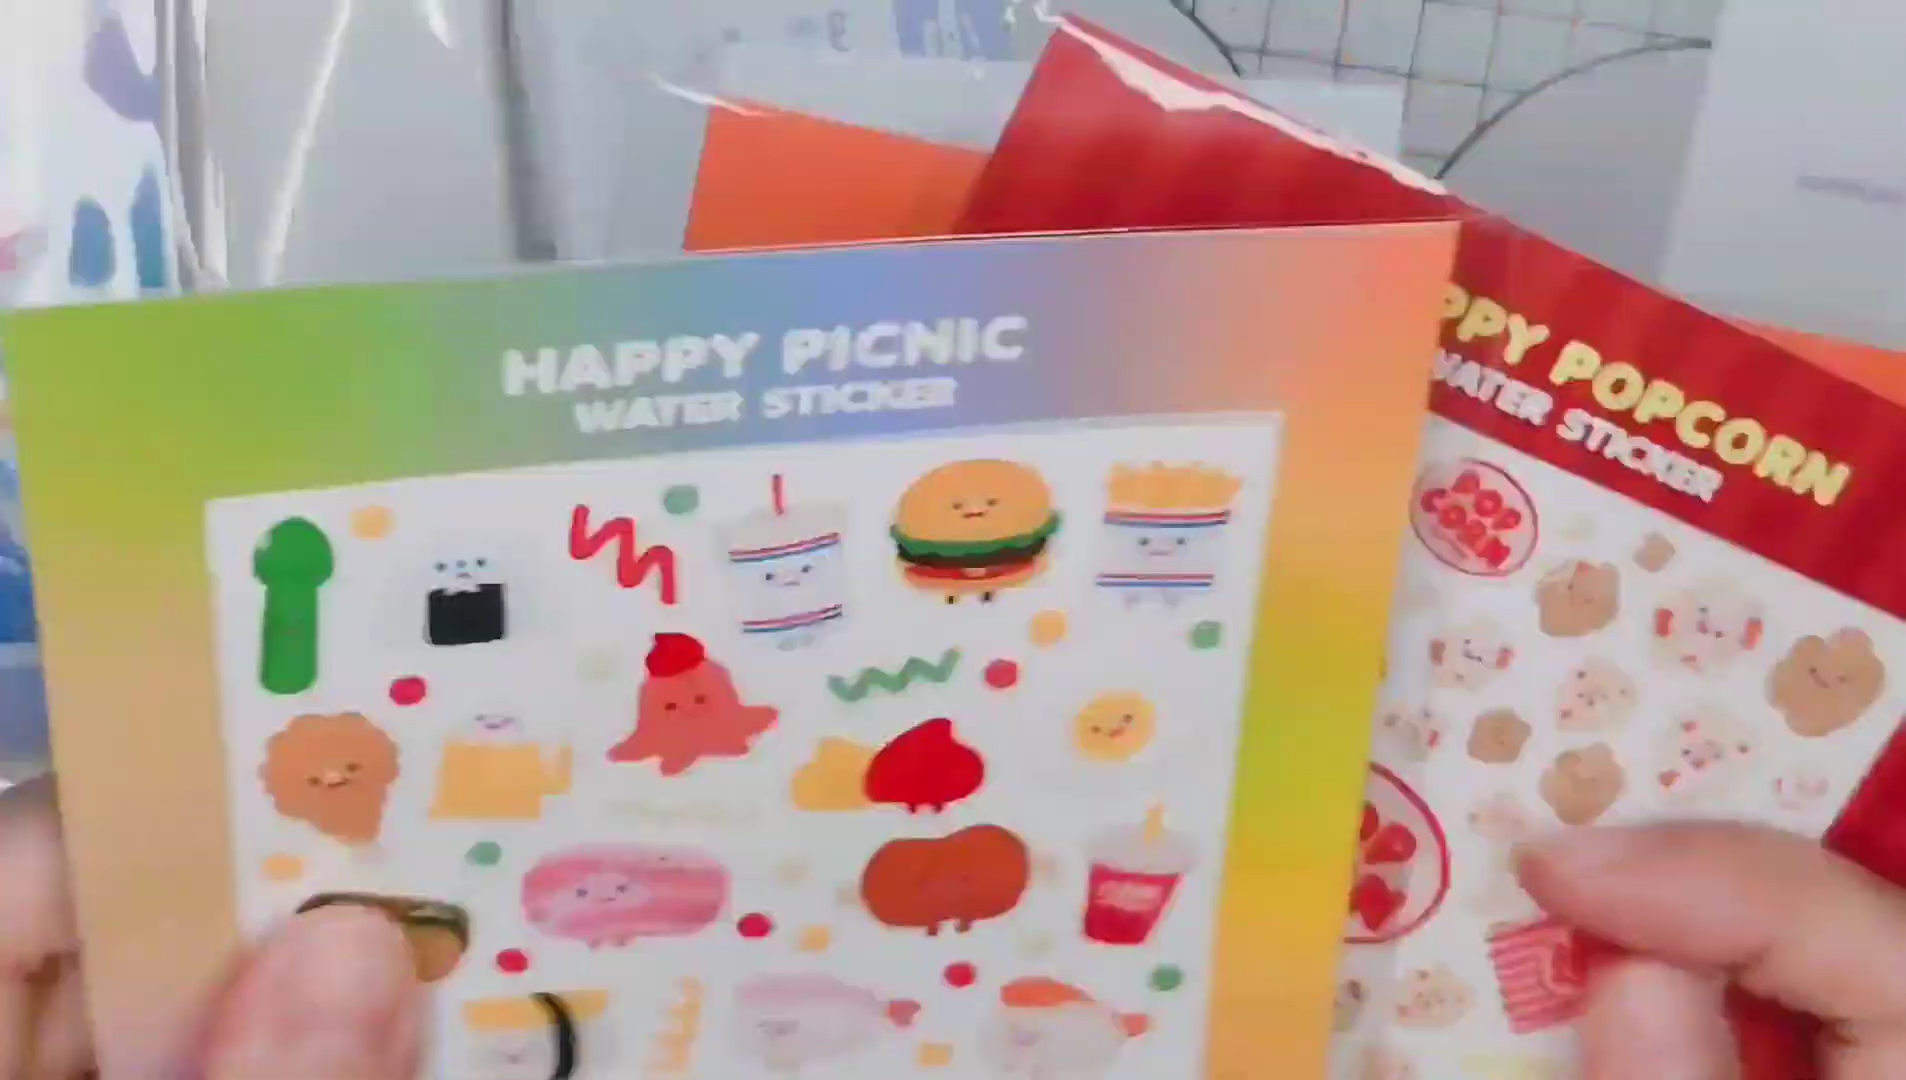 HAPPY PICNIC
WATER STICKER
PPY POPCORN
WATER STICKER
POP
CORN